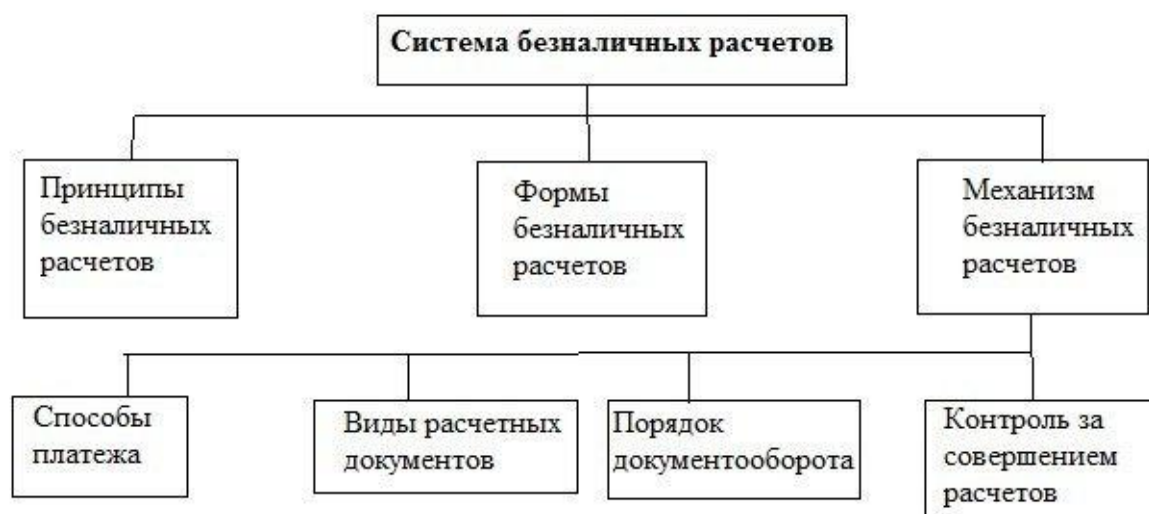 Система безналичных расчетов
Принципы
безналичных
расчетов
Формы
безналичных
расчетов
Механизм
безналичных
расчетов
Способы
платежа
Виды расчетных
документов
Порядок
документооборота
Контроль за
совершением
расчетов